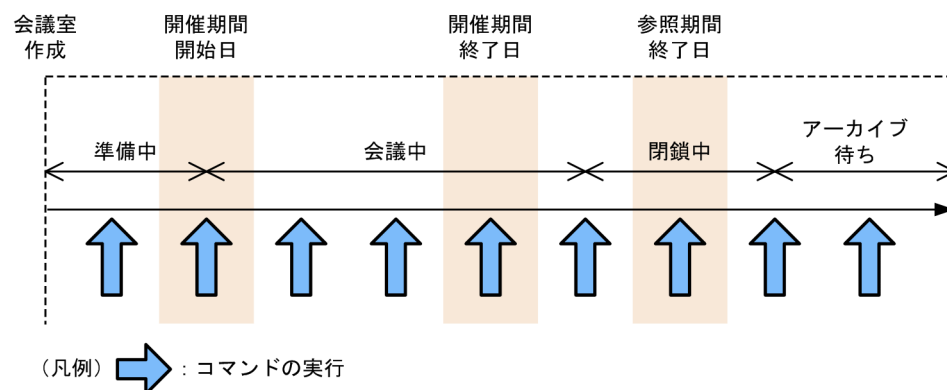 会議室
作成
開催期間
開始日
開催期間
終了日
参照期間
終了日
準備中
会議中
閉鎖中
アーカイブ
待ち
（凡例）
：コマンドの実行